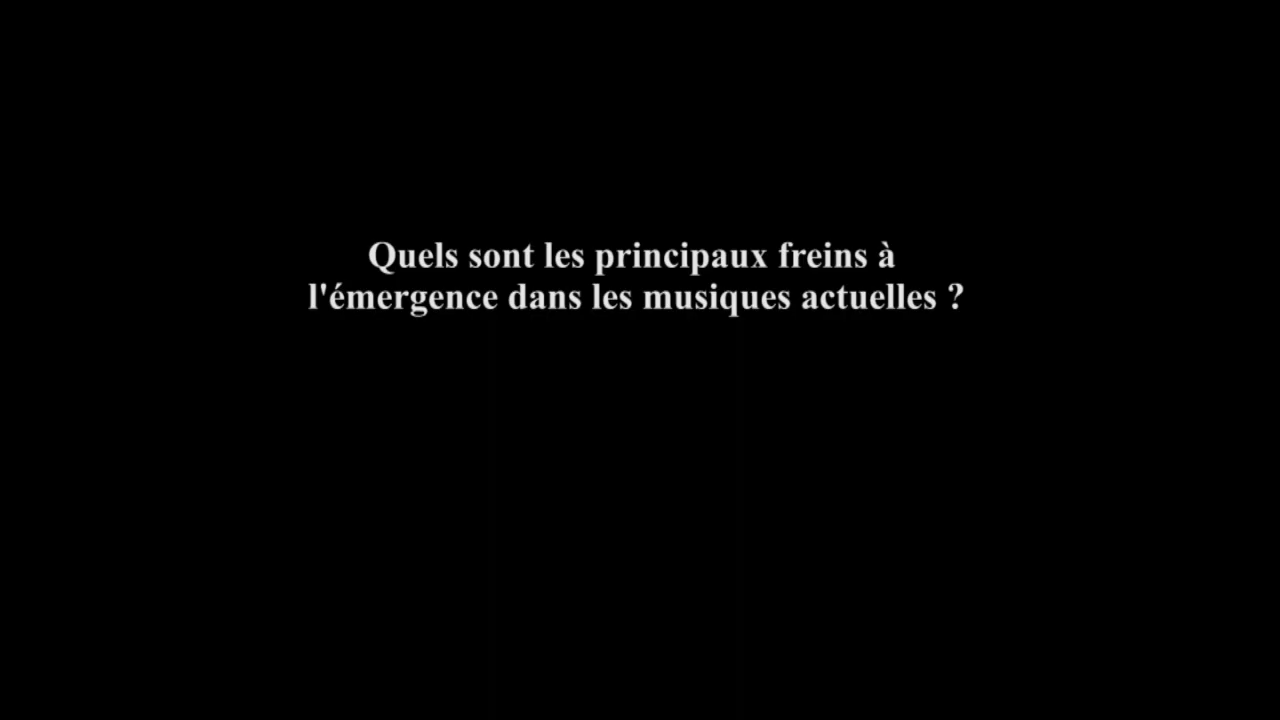 Quels sont les principaux freins à
l'émergence dans les musiques actuelles ?